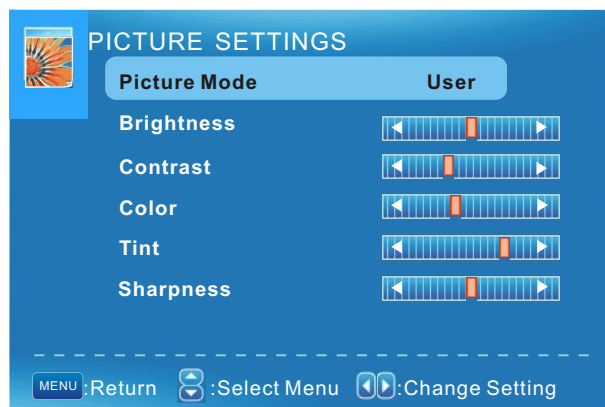 PICTURE SETTINGS
Picture Mode User
Brightness
Contrast
Color
Tint
Sharpness
MENU :Return :Select Menu :Change Setting